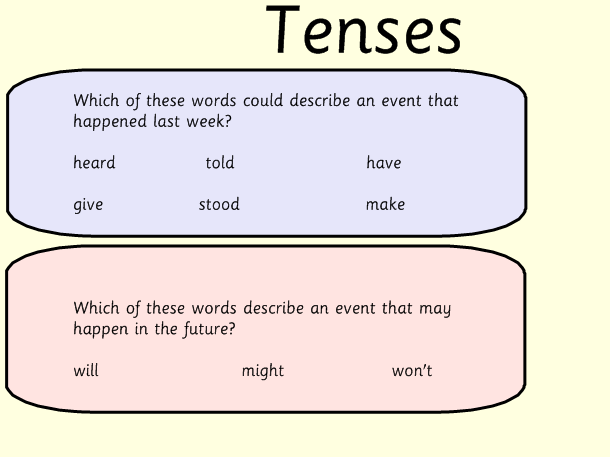 Tenses
Which of these words could describe an event that
happened last week?
heard told have
give stood make
Which of these words describe an event that may
happen in the future?
will might won't